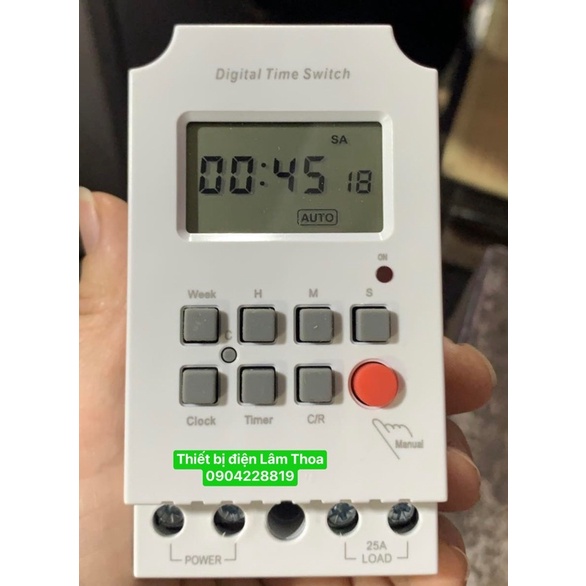 Digital Time Switch
SA
00:45 18
AUTO
ON
Week H M S
C
Clock Timer C/R
Manual
Thiết bị điện Lâm Thoa
0904228819
POWER
25A
LOAD